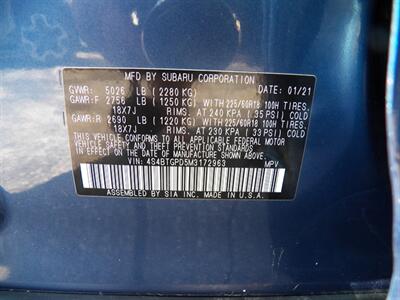 MFD BY SUBARU CORPORATION DATE: 01/21
GVWR: 5026 LB (2280 KG)
GAWR:F 2756 LB (1250 KG) WITH 225/60R18 100H TIRES,
18X7J RIMS, AT 240 KPA ( 35 PSI) COLD
GAWR:R 2690 LB (1220 KG) WITH 225/60R18 100H TIRES,
18X7J RIMS, AT 230 KPA ( 33 PSI) COLD
THIS VEHICLE CONFORMS TO ALL APPLICABLE FEDERAL MOTOR
VEHICLE SAFETY AND THEFT PREVENTION STANDARDS IN EFFECT
ON THE DATE OF MANUFACTURE SHOWN ABOVE.
VIN: 4S4BTGPD5M3172963 MPV
ASSEMBLED BY SIA INC. MADE IN U.S.A.